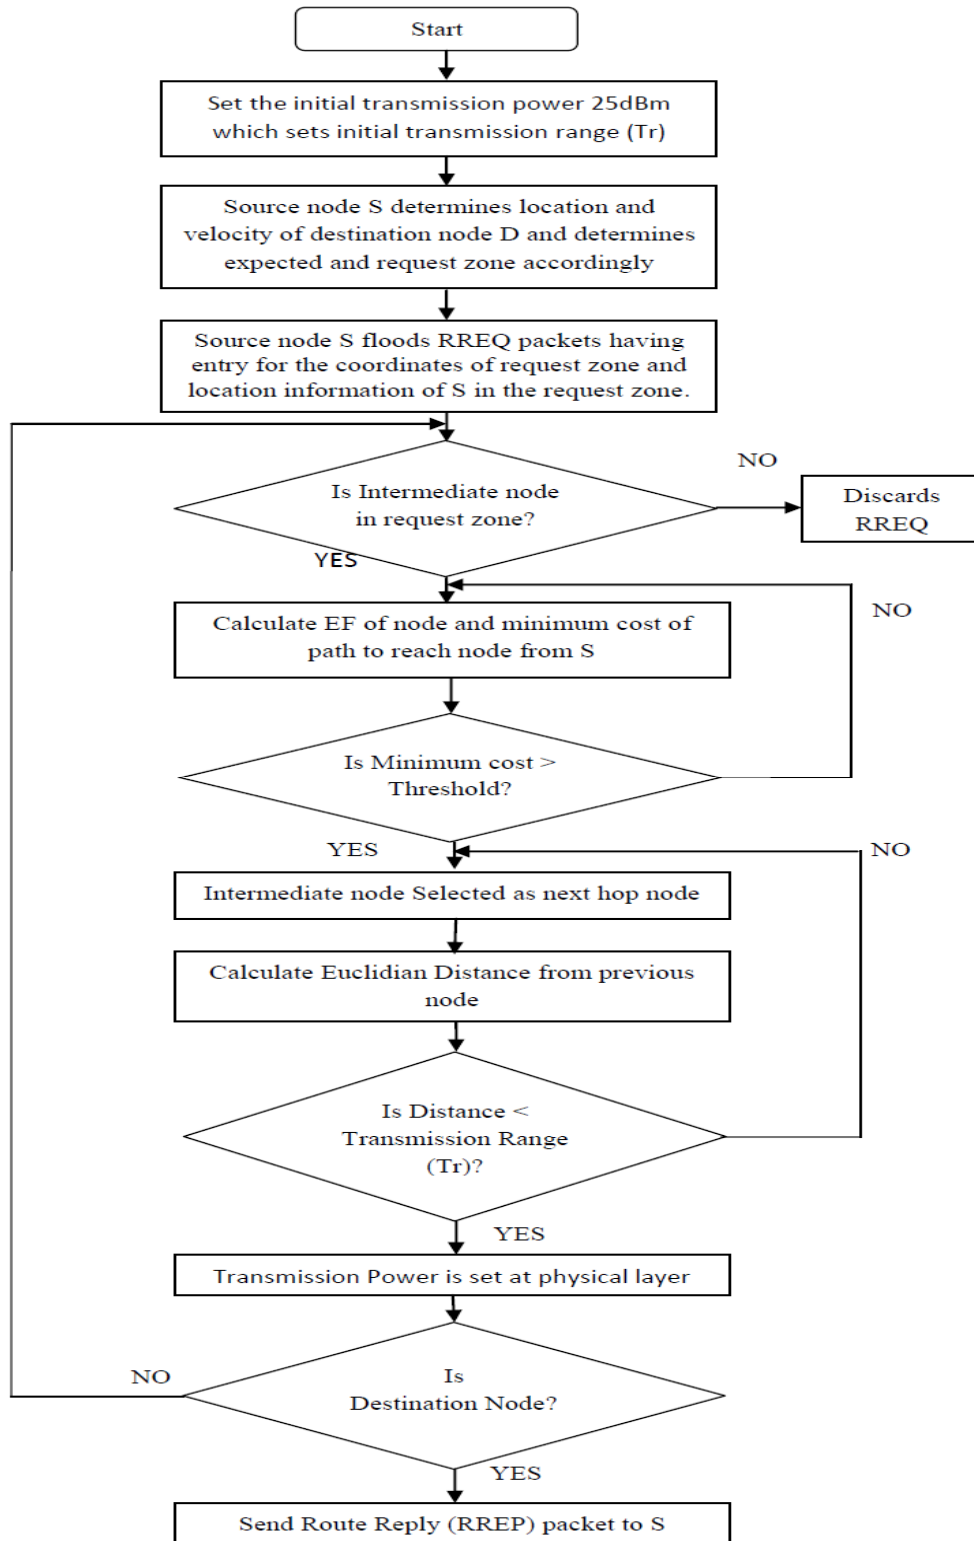 Start
Set the initial transmission power 25dBm
which sets initial transmission range (Tr)
Source node S determines location and
velocity of destination node D and determines
expected and request zone accordingly
Source node S floods RREQ packets having
entry for the coordinates of request zone and
location information of S in the request zone.
Is Intermediate node
in request zone?
NO
Discards
RREQ
YES
Calculate EF of node and minimum cost of
path to reach node from S
NO
Is Minimum cost >
Threshold?
YES
NO
Intermediate node Selected as next hop node
Calculate Euclidian Distance from previous
node
Is Distance <
Transmission Range
(Tr)?
YES
Transmission Power is set at physical layer
NO
Is
Destination Node?
YES
Send Route Reply (RREP) packet to S